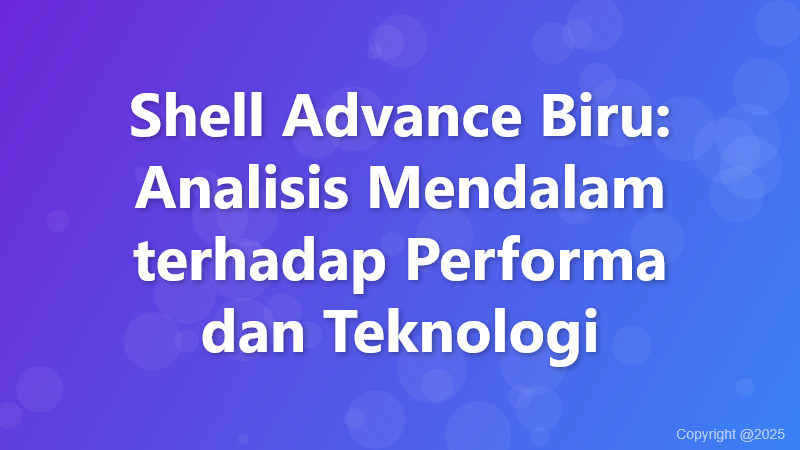 Shell Advance Biru:
Analisis Mendalam
terhadap Performa
dan Teknologi
Copyright @2025